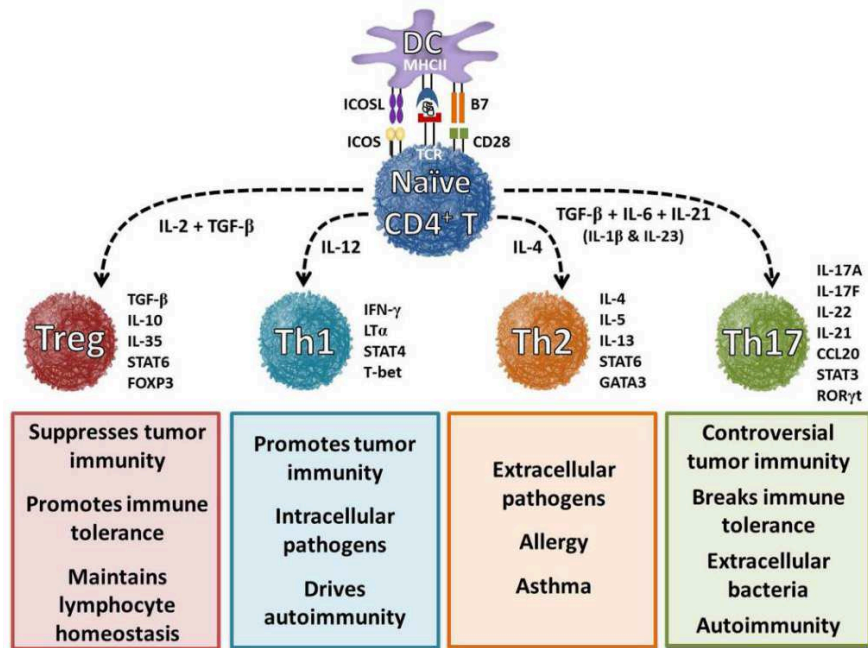 DC
MHCII
ICOSL
B7
ICOS
CD28
TCR
Naïve
CD4⁺ T
IL-2 + TGF-β
IL-12
IL-4
TGF-β + IL-6 + IL-21
(IL-1β & IL-23)
Treg
TGF-β
IL-10
IL-35
STAT6
FOXP3
Th1
IFN-γ
LTα
STAT4
T-bet
Th2
IL-4
IL-5
IL-13
STAT6
GATA3
Th17
IL-17A
IL-17F
IL-22
IL-21
CCL20
STAT3
RORγt
Suppresses tumor
immunity
Promotes immune
tolerance
Maintains
lymphocyte
homeostasis
Promotes tumor
immunity
Intracellular
pathogens
Drives
autoimmunity
Extracellular
pathogens
Allergy
Asthma
Controversial
tumor immunity
Breaks immune
tolerance
Extracellular
bacteria
Autoimmunity